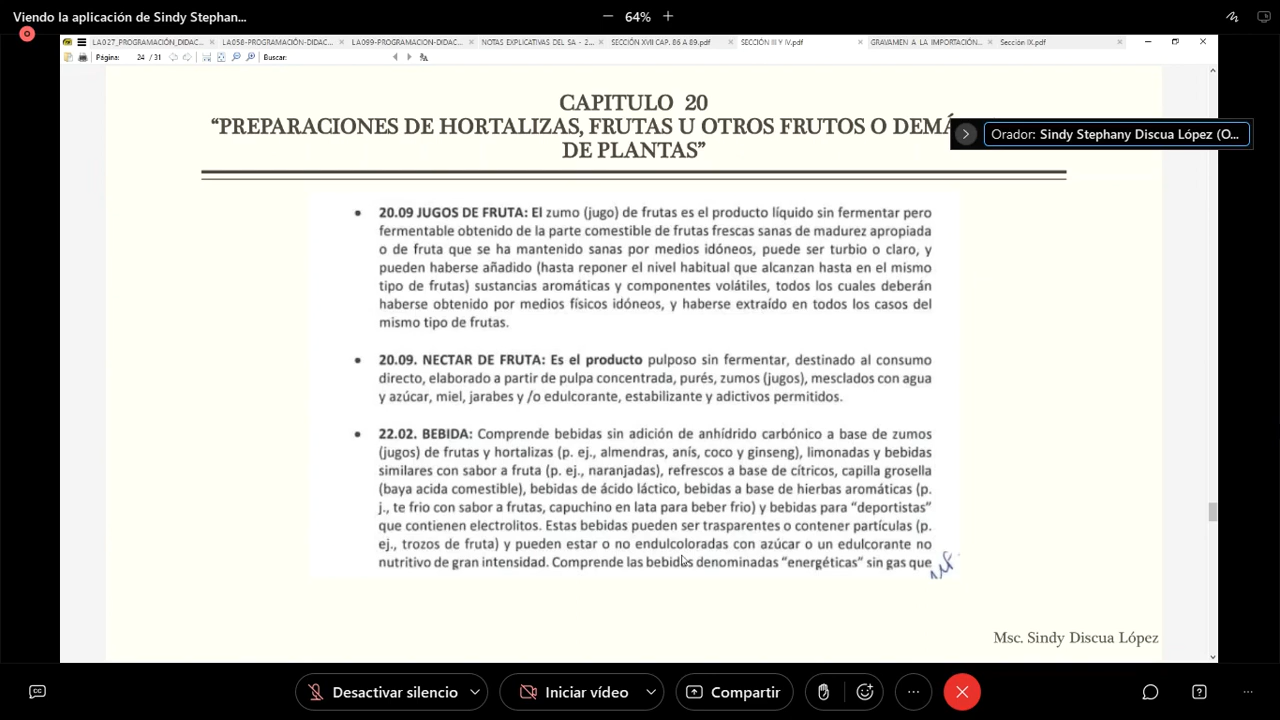 Viendo la aplicación de Sindy Stephan...
64%
LA027_PROGRAMACIÓN_DIDAC...
LA058-PROGRAMACIÓN-DIDAC...
LA099-PROGRAMACION-DIDAC...
NOTAS EXPLICATIVAS DEL SA - 2...
SECCIÓN XVII CAP. 86 A 89.pdf
SECCIÓN III Y IV.pdf
GRAVAMEN A LA IMPORTACIÓN...
Sección IX.pdf
Página: 24 / 31 Buscar:
CAPITULO 20
“PREPARACIONES DE HORTALIZAS, FRUTAS U OTROS FRUTOS O DEMÁ
DE PLANTAS”
Orador: Sindy Stephany Discua López (O...
• 20.09 JUGOS DE FRUTA: El zumo (jugo) de frutas es el producto líquido sin fermentar pero
fermentable obtenido de la parte comestible de frutas frescas sanas de madurez apropiada
o de fruta que se ha mantenido sanas por medios idóneos, puede ser turbio o claro, y
pueden haberse añadido (hasta reponer el nivel habitual que alcanzan hasta en el mismo
tipo de frutas) sustancias aromáticas y componentes volátiles, todos los cuales deberán
haberse obtenido por medios físicos idóneos, y haberse extraído en todos los casos del
mismo tipo de frutas.
• 20.09. NECTAR DE FRUTA: Es el producto pulposo sin fermentar, destinado al consumo
directo, elaborado a partir de pulpa concentrada, purés, zumos (jugos), mesclados con agua
y azúcar, miel, jarabes y /o edulcorante, estabilizante y adictivos permitidos.
• 22.02. BEBIDA: Comprende bebidas sin adición de anhídrido carbónico a base de zumos
(jugos) de frutas y hortalizas (p. ej., almendras, anís, coco y ginseng), limonadas y bebidas
similares con sabor a fruta (p. ej., naranjadas), refrescos a base de cítricos, capilla grosella
(baya acida comestible), bebidas de ácido láctico, bebidas a base de hierbas aromáticas (p.
j., te frio con sabor a frutas, capuchino en lata para beber frio) y bebidas para “deportistas”
que contienen electrolitos. Estas bebidas pueden ser trasparentes o contener partículas (p.
ej., trozos de fruta) y pueden estar o no endulcoloradas con azúcar o un edulcorante no
nutritivo de gran intensidad. Comprende las bebidas denominadas “energéticas” sin gas que
Msc. Sindy Discua López
Desactivar silencio
Iniciar vídeo
Compartir